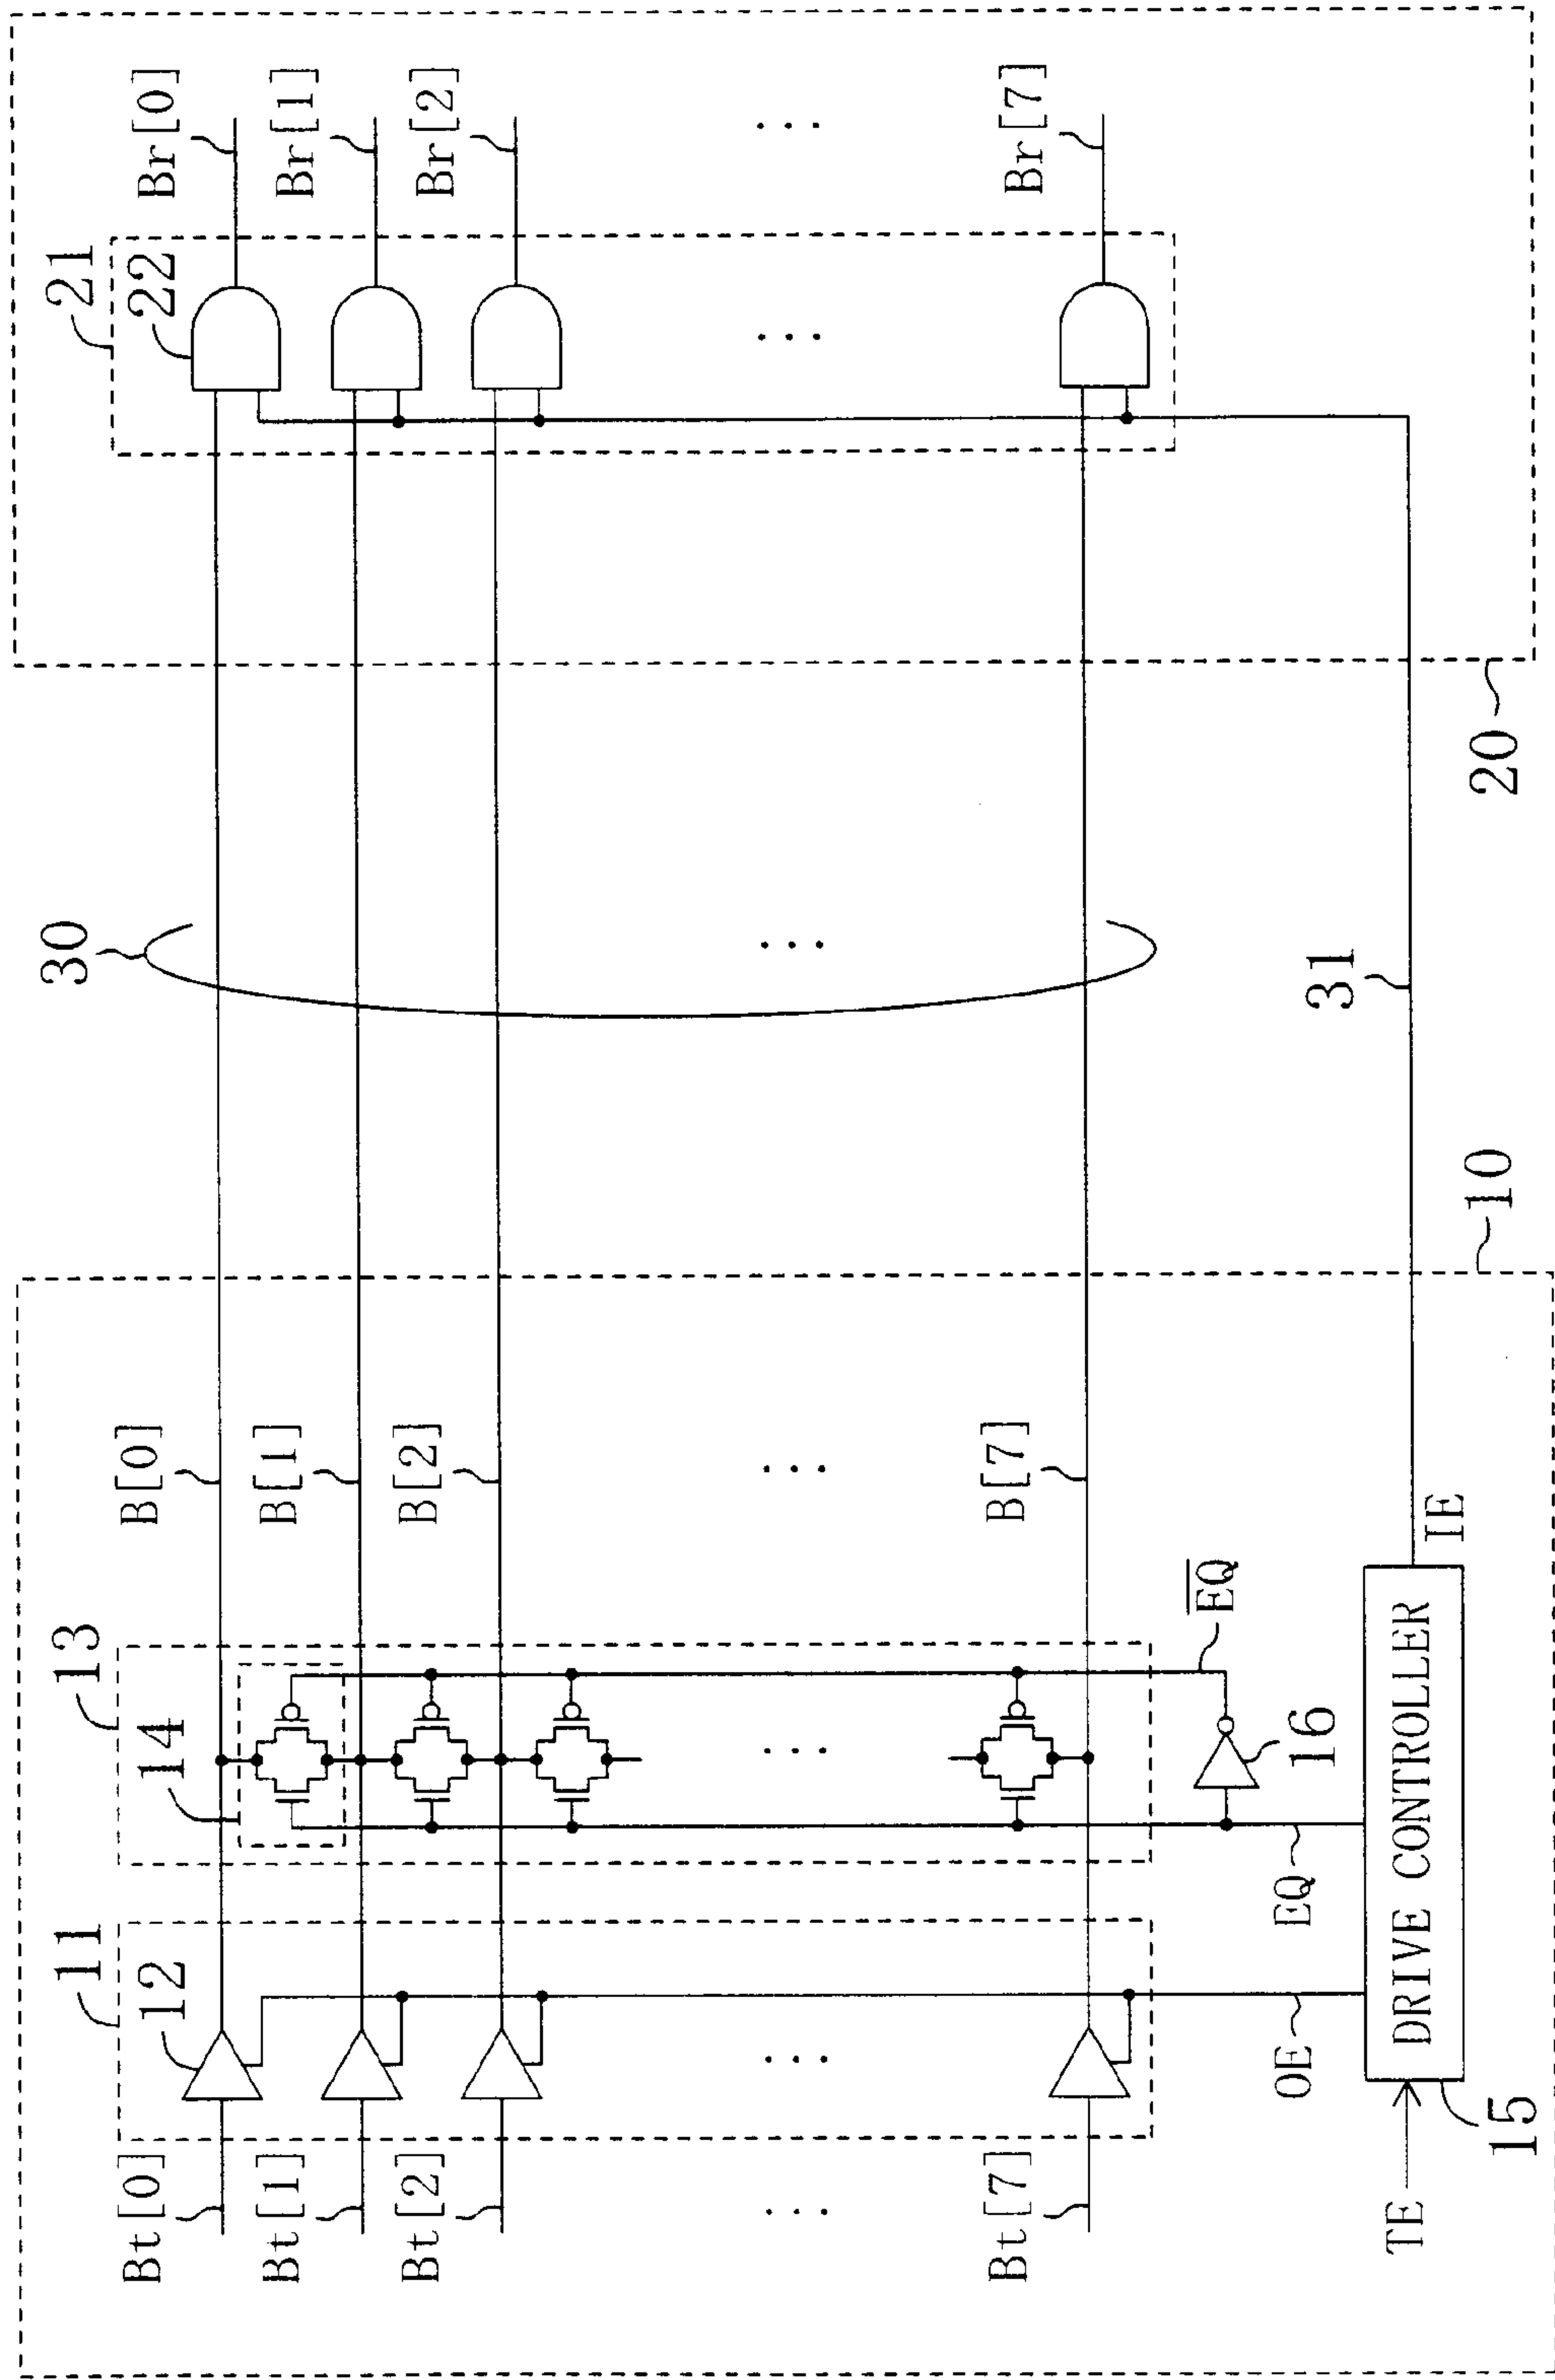 10
11
12
13
14
Bt[0]
B[0]
Bt[1]
B[1]
Bt[2]
B[2]
...
...
...
...
Bt[7]
B[7]
OE
EQ
EQ
16
TE
DRIVE CONTROLLER
IE
15
30
...
31
20
21
22
Br[0]
Br[1]
Br[2]
...
...
Br[7]